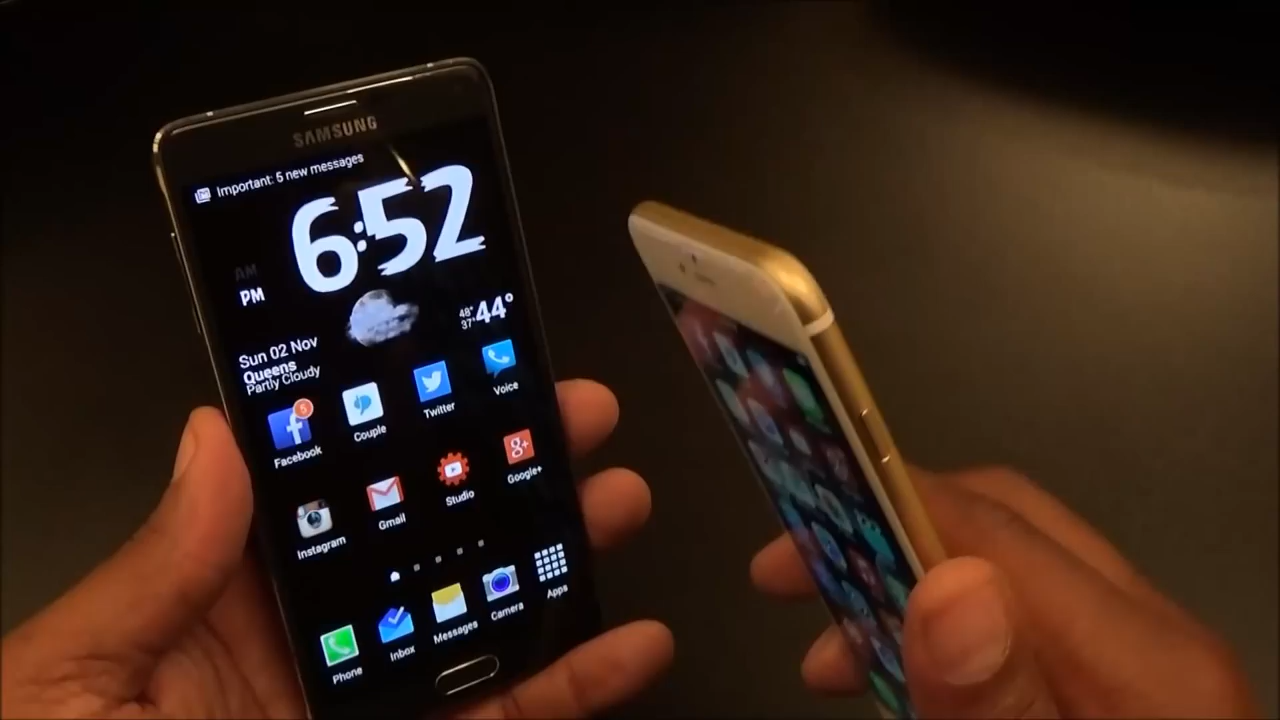 SAMSUNG
Important: 5 new messages
6:52
AM
PM
48°
37°
44°
Sun 02 Nov
Queens
Partly Cloudy
5
Facebook
Couple
Twitter
Voice
Instagram
Gmail
Studio
g+
Google+
Phone
Inbox
Messages
Camera
Apps